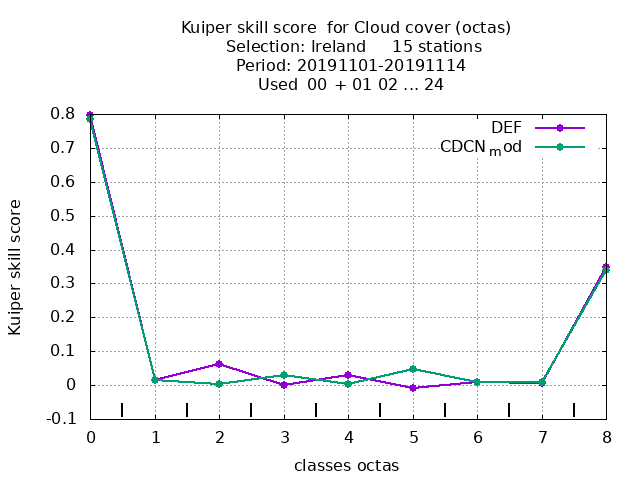 Kuiper skill score for Cloud cover (octas)
Selection: Ireland 15 stations
Period: 20191101-20191114
Used 00 + 01 02 ... 24
DEF
CDCN_mod
0.8
0.7
0.6
0.5
0.4
0.3
0.2
0.1
0
-0.1
Kuiper skill score
0 1 2 3 4 5 6 7 8
classes octas